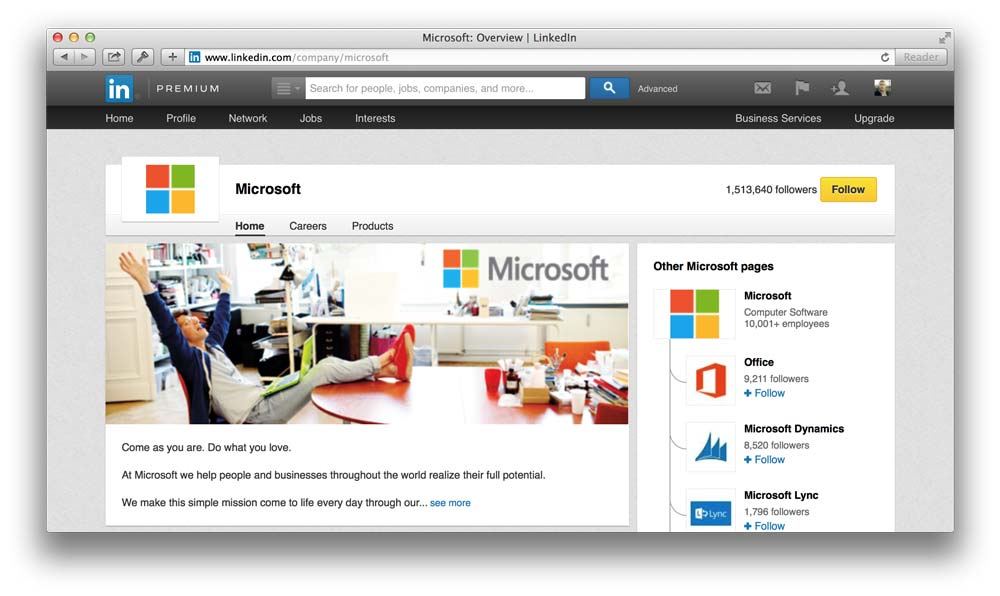 Microsoft: Overview | LinkedIn
www.linkedin.com/company/microsoft
Reader
in PREMIUM
Search for people, jobs, companies, and more...
Advanced
Home Profile Network Jobs Interests Business Services Upgrade
Microsoft
1,513,640 followers Follow
Home Careers Products
Microsoft
Come as you are. Do what you love.
At Microsoft we help people and businesses throughout the world realize their full potential.
We make this simple mission come to life every day through our... see more
Other Microsoft pages
Microsoft
Computer Software
10,001+ employees
Office
9,211 followers
+ Follow
Microsoft Dynamics
8,520 followers
+ Follow
Microsoft Lync
Lync
1,796 followers
+ Follow